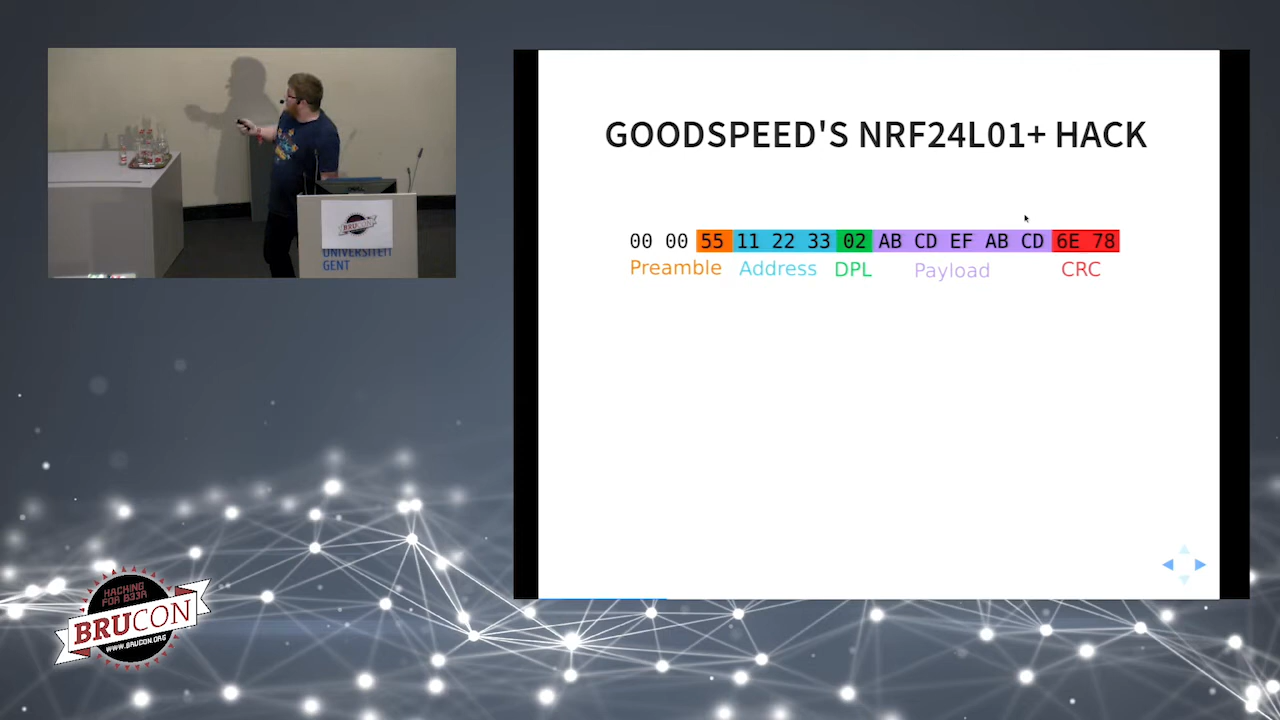 GOODSPEED'S NRF24L01+ HACK
00 00 55 11 22 33 02 AB CD EF AB CD 6E 78
Preamble Address DPL Payload CRC
BRUCON
UNIVERSITEIT
GENT
HACKING
FOR B33R
BRUCON
WWW.BRUCON.ORG